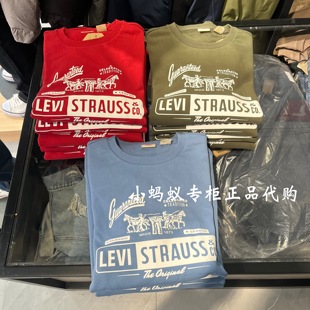 Guaranteed
LEVI STRAUSS
& CO.
The Original
Guaranteed
LEVI STRAUSS
& CO.
The Original
小蚂蚁专柜正品代购
Guaranteed
LEVI STRAUSS
& CO.
The Original